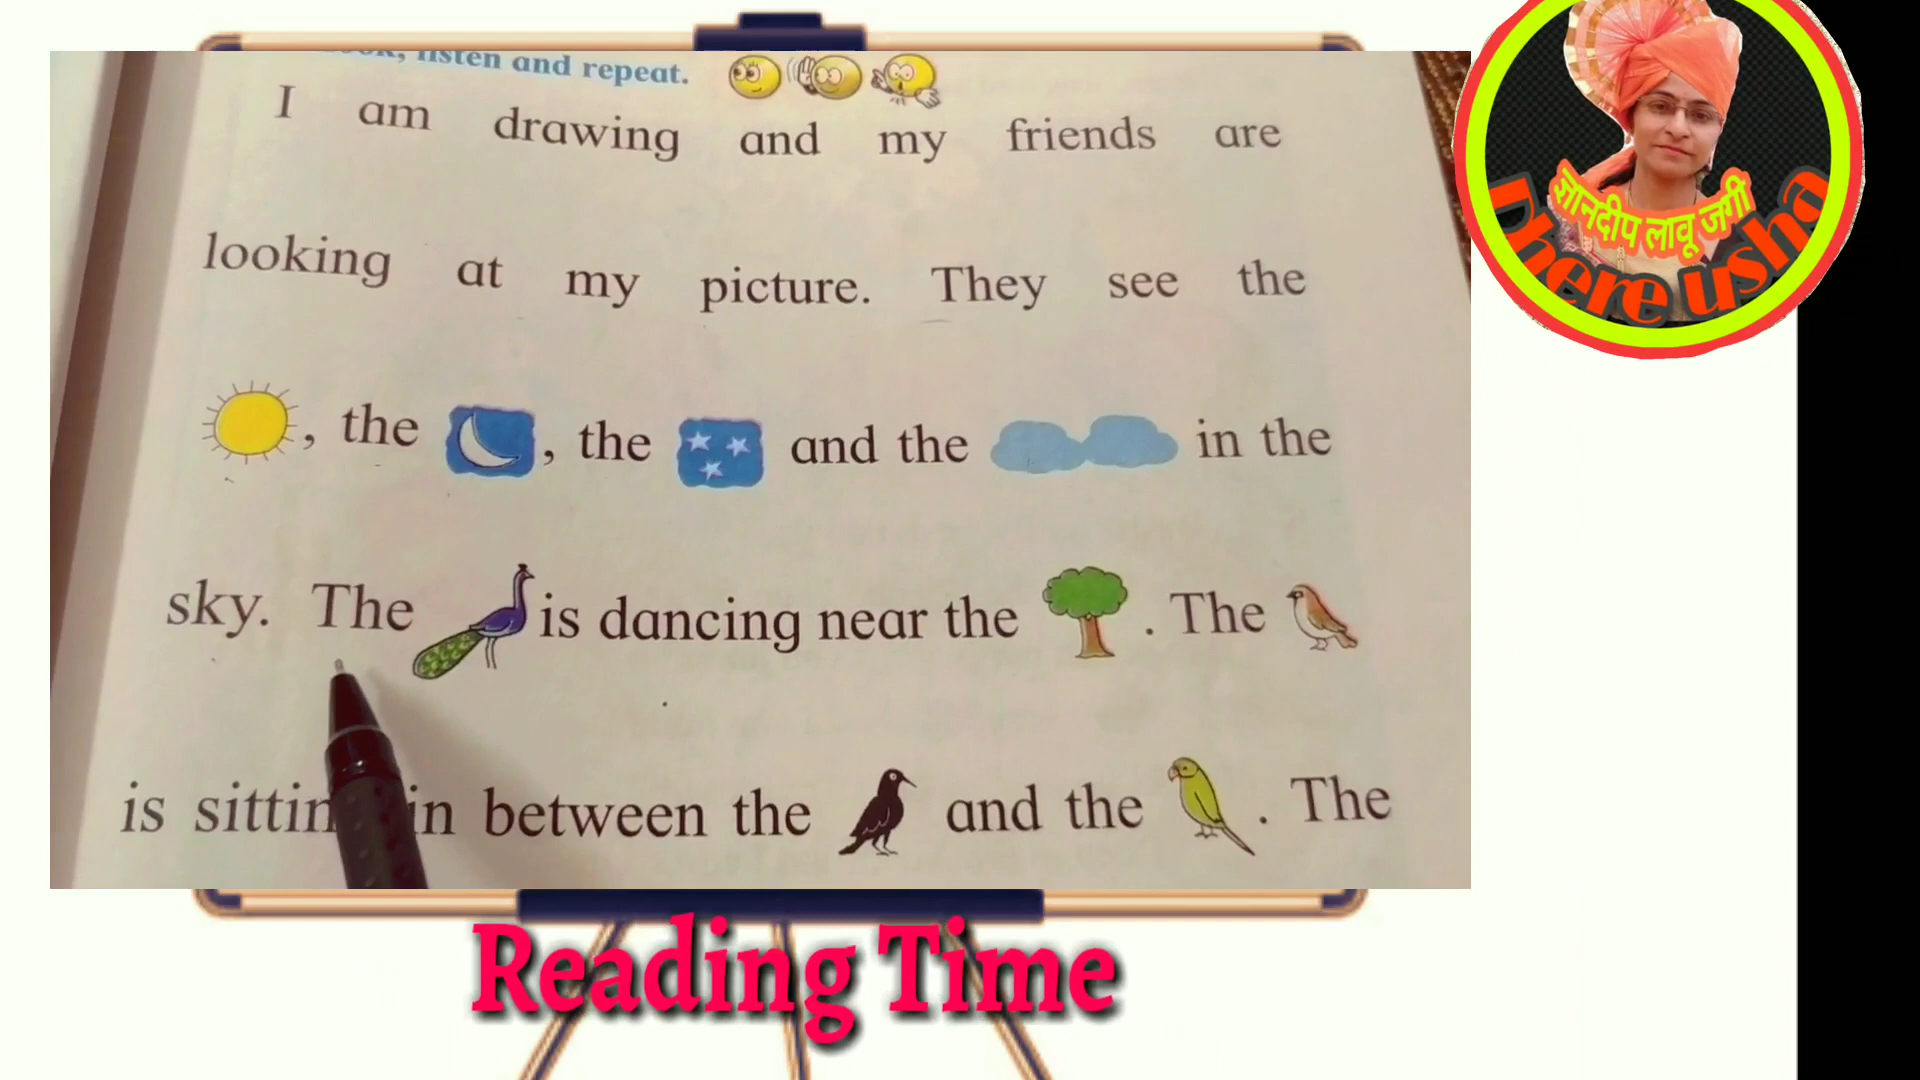 listen and repeat.
I am drawing and my friends are
looking at my picture. They see the
, the , the and the in the
sky. The is dancing near the . The
is in between the and the . The
Reading Time
ज्ञानदीप लावू जगी
Dhere usha